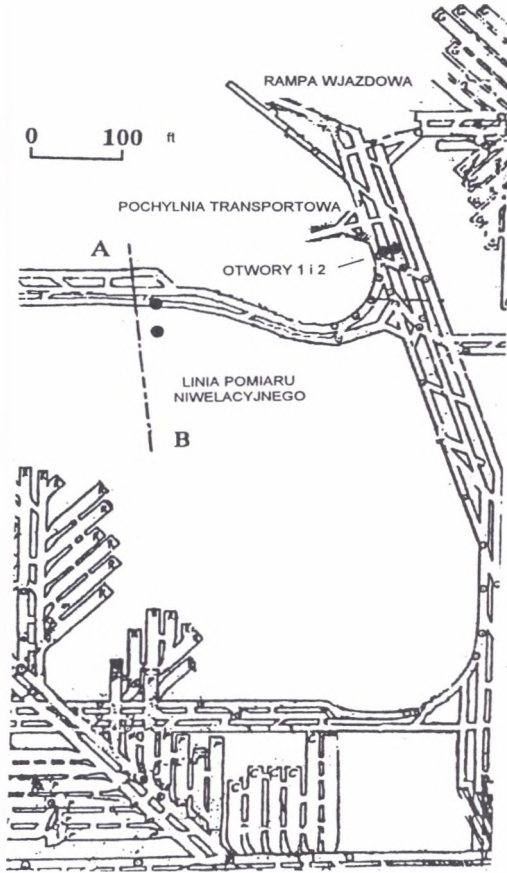 RAMPA WJAZDOWA
0 100 ft
POCHYLNIA TRANSPORTOWA
A
OTWORY 1 i 2
LINIA POMIARU
NIWELACYJNEGO
B